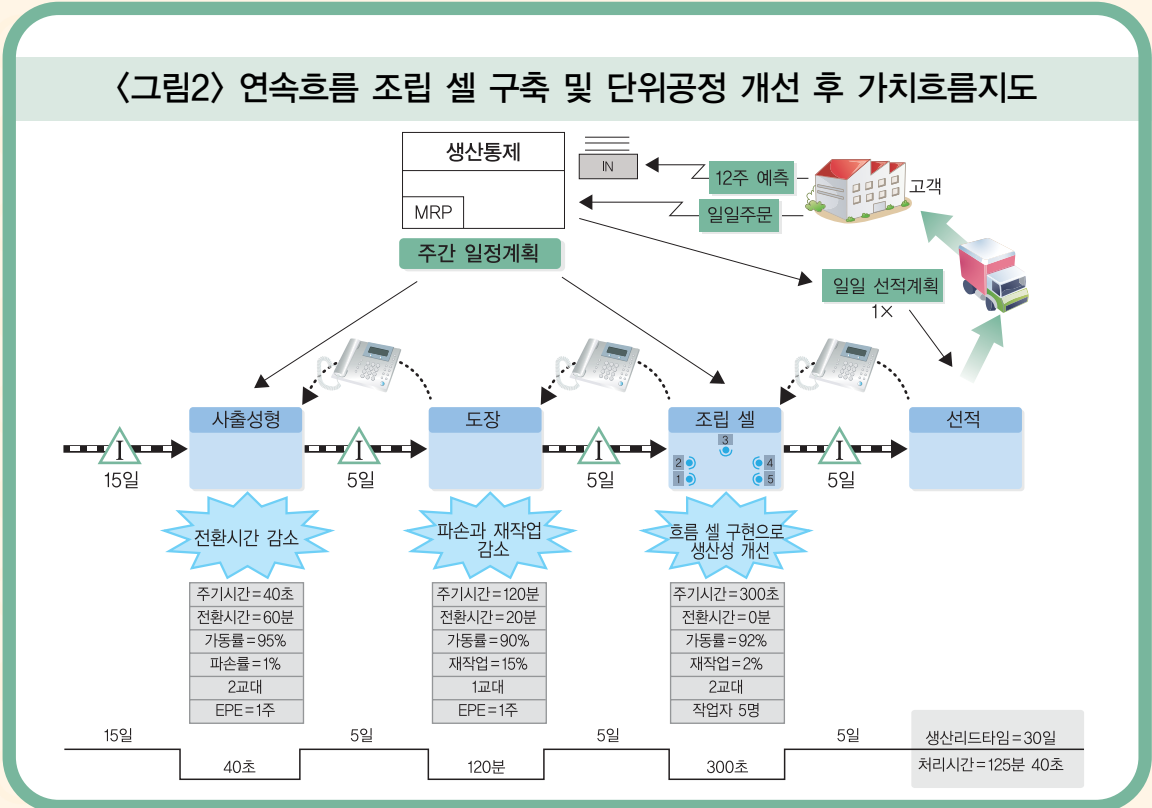 <그림2> 연속흐름 조립 셀 구축 및 단위공정 개선 후 가치흐름지도
생산통제
MRP
주간 일정계획
IN
12주 예측
일일주문
고객
일일 선적계획
1×
사출성형
도장
조립 셀
선적
3
2
4
1
5
I
I
I
I
15일
5일
5일
5일
전환시간 감소
파손과 재작업
감소
흐름 셀 구현으로
생산성 개선
주기시간=40초
전환시간=60분
가동률=95%
파손률=1%
2교대
EPE=1주
주기시간=120분
전환시간=20분
가동률=90%
재작업=15%
1교대
EPE=1주
주기시간=300초
전환시간=0분
가동률=92%
재작업=2%
2교대
작업자 5명
15일
5일
5일
5일
40초
120분
300초
생산리드타임=30일
처리시간=125분 40초